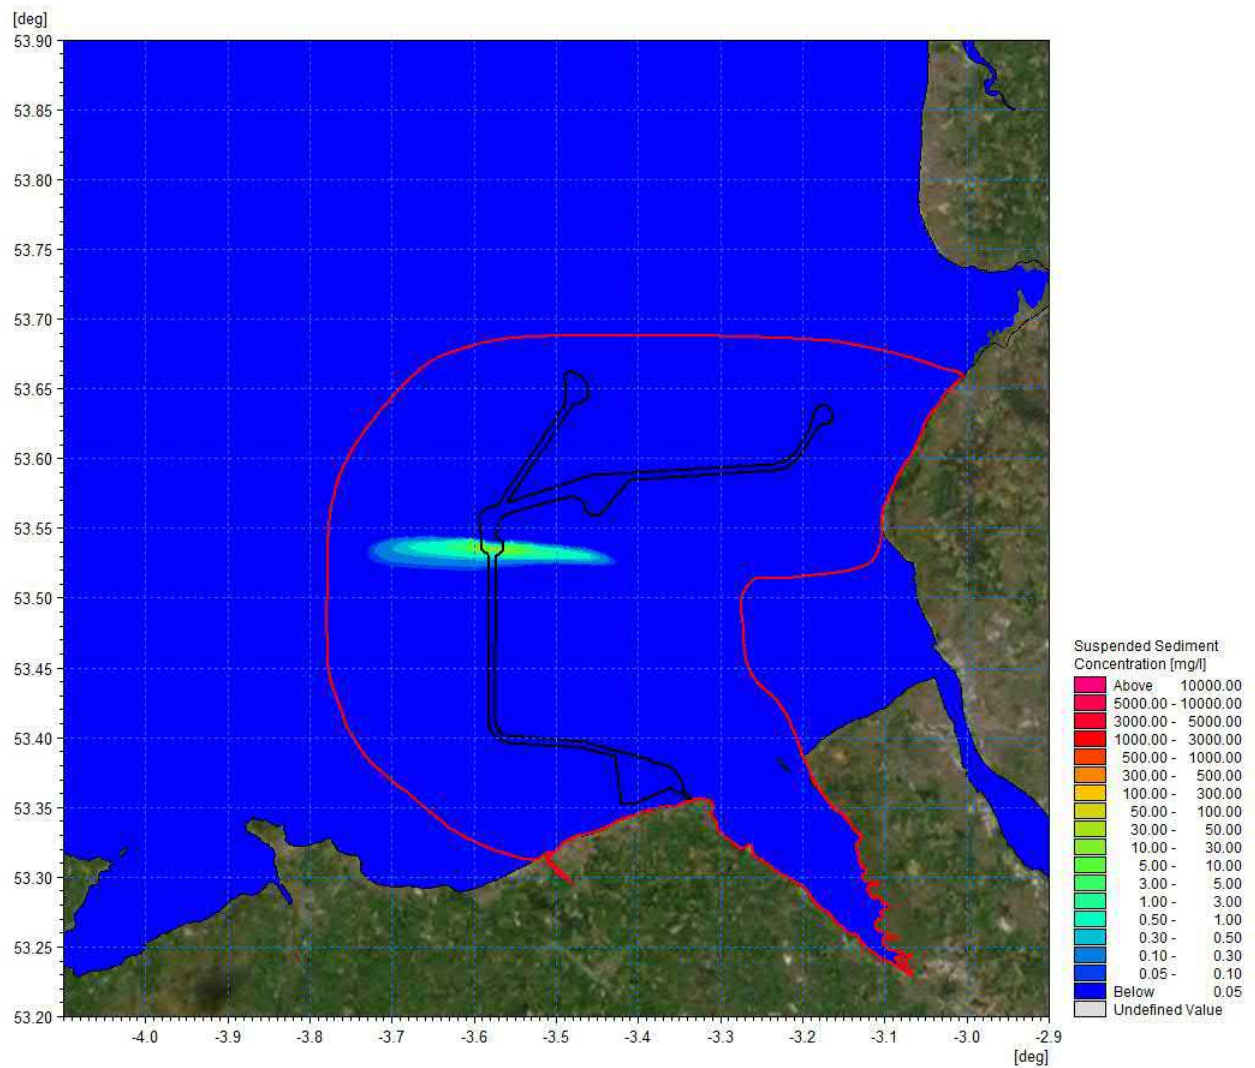 [deg]
53.90
53.85
53.80
53.75
53.70
53.65
53.60
53.55
53.50
53.45
53.40
53.35
53.30
53.25
53.20
-4.0 -3.9 -3.8 -3.7 -3.6 -3.5 -3.4 -3.3 -3.2 -3.1 -3.0 -2.9
[deg]
Suspended Sediment
Concentration [mg/l]
Above 10000.00
5000.00 - 10000.00
3000.00 - 5000.00
1000.00 - 3000.00
500.00 - 1000.00
300.00 - 500.00
100.00 - 300.00
50.00 - 100.00
30.00 - 50.00
10.00 - 30.00
5.00 - 10.00
3.00 - 5.00
1.00 - 3.00
0.50 - 1.00
0.30 - 0.50
0.10 - 0.30
0.05 - 0.10
Below 0.05
Undefined Value